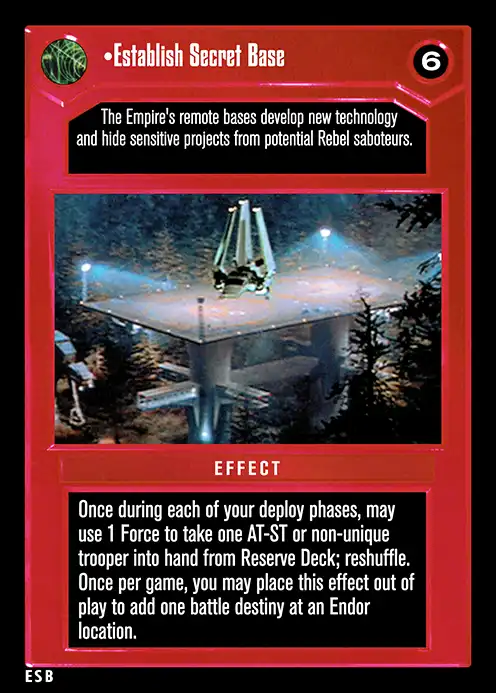 •Establish Secret Base
6
The Empire's remote bases develop new technology
and hide sensitive projects from potential Rebel saboteurs.
EFFECT
Once during each of your deploy phases, may
use 1 Force to take one AT-ST or non-unique
trooper into hand from Reserve Deck; reshuffle.
Once per game, you may place this effect out of
play to add one battle destiny at an Endor
location.
ESB